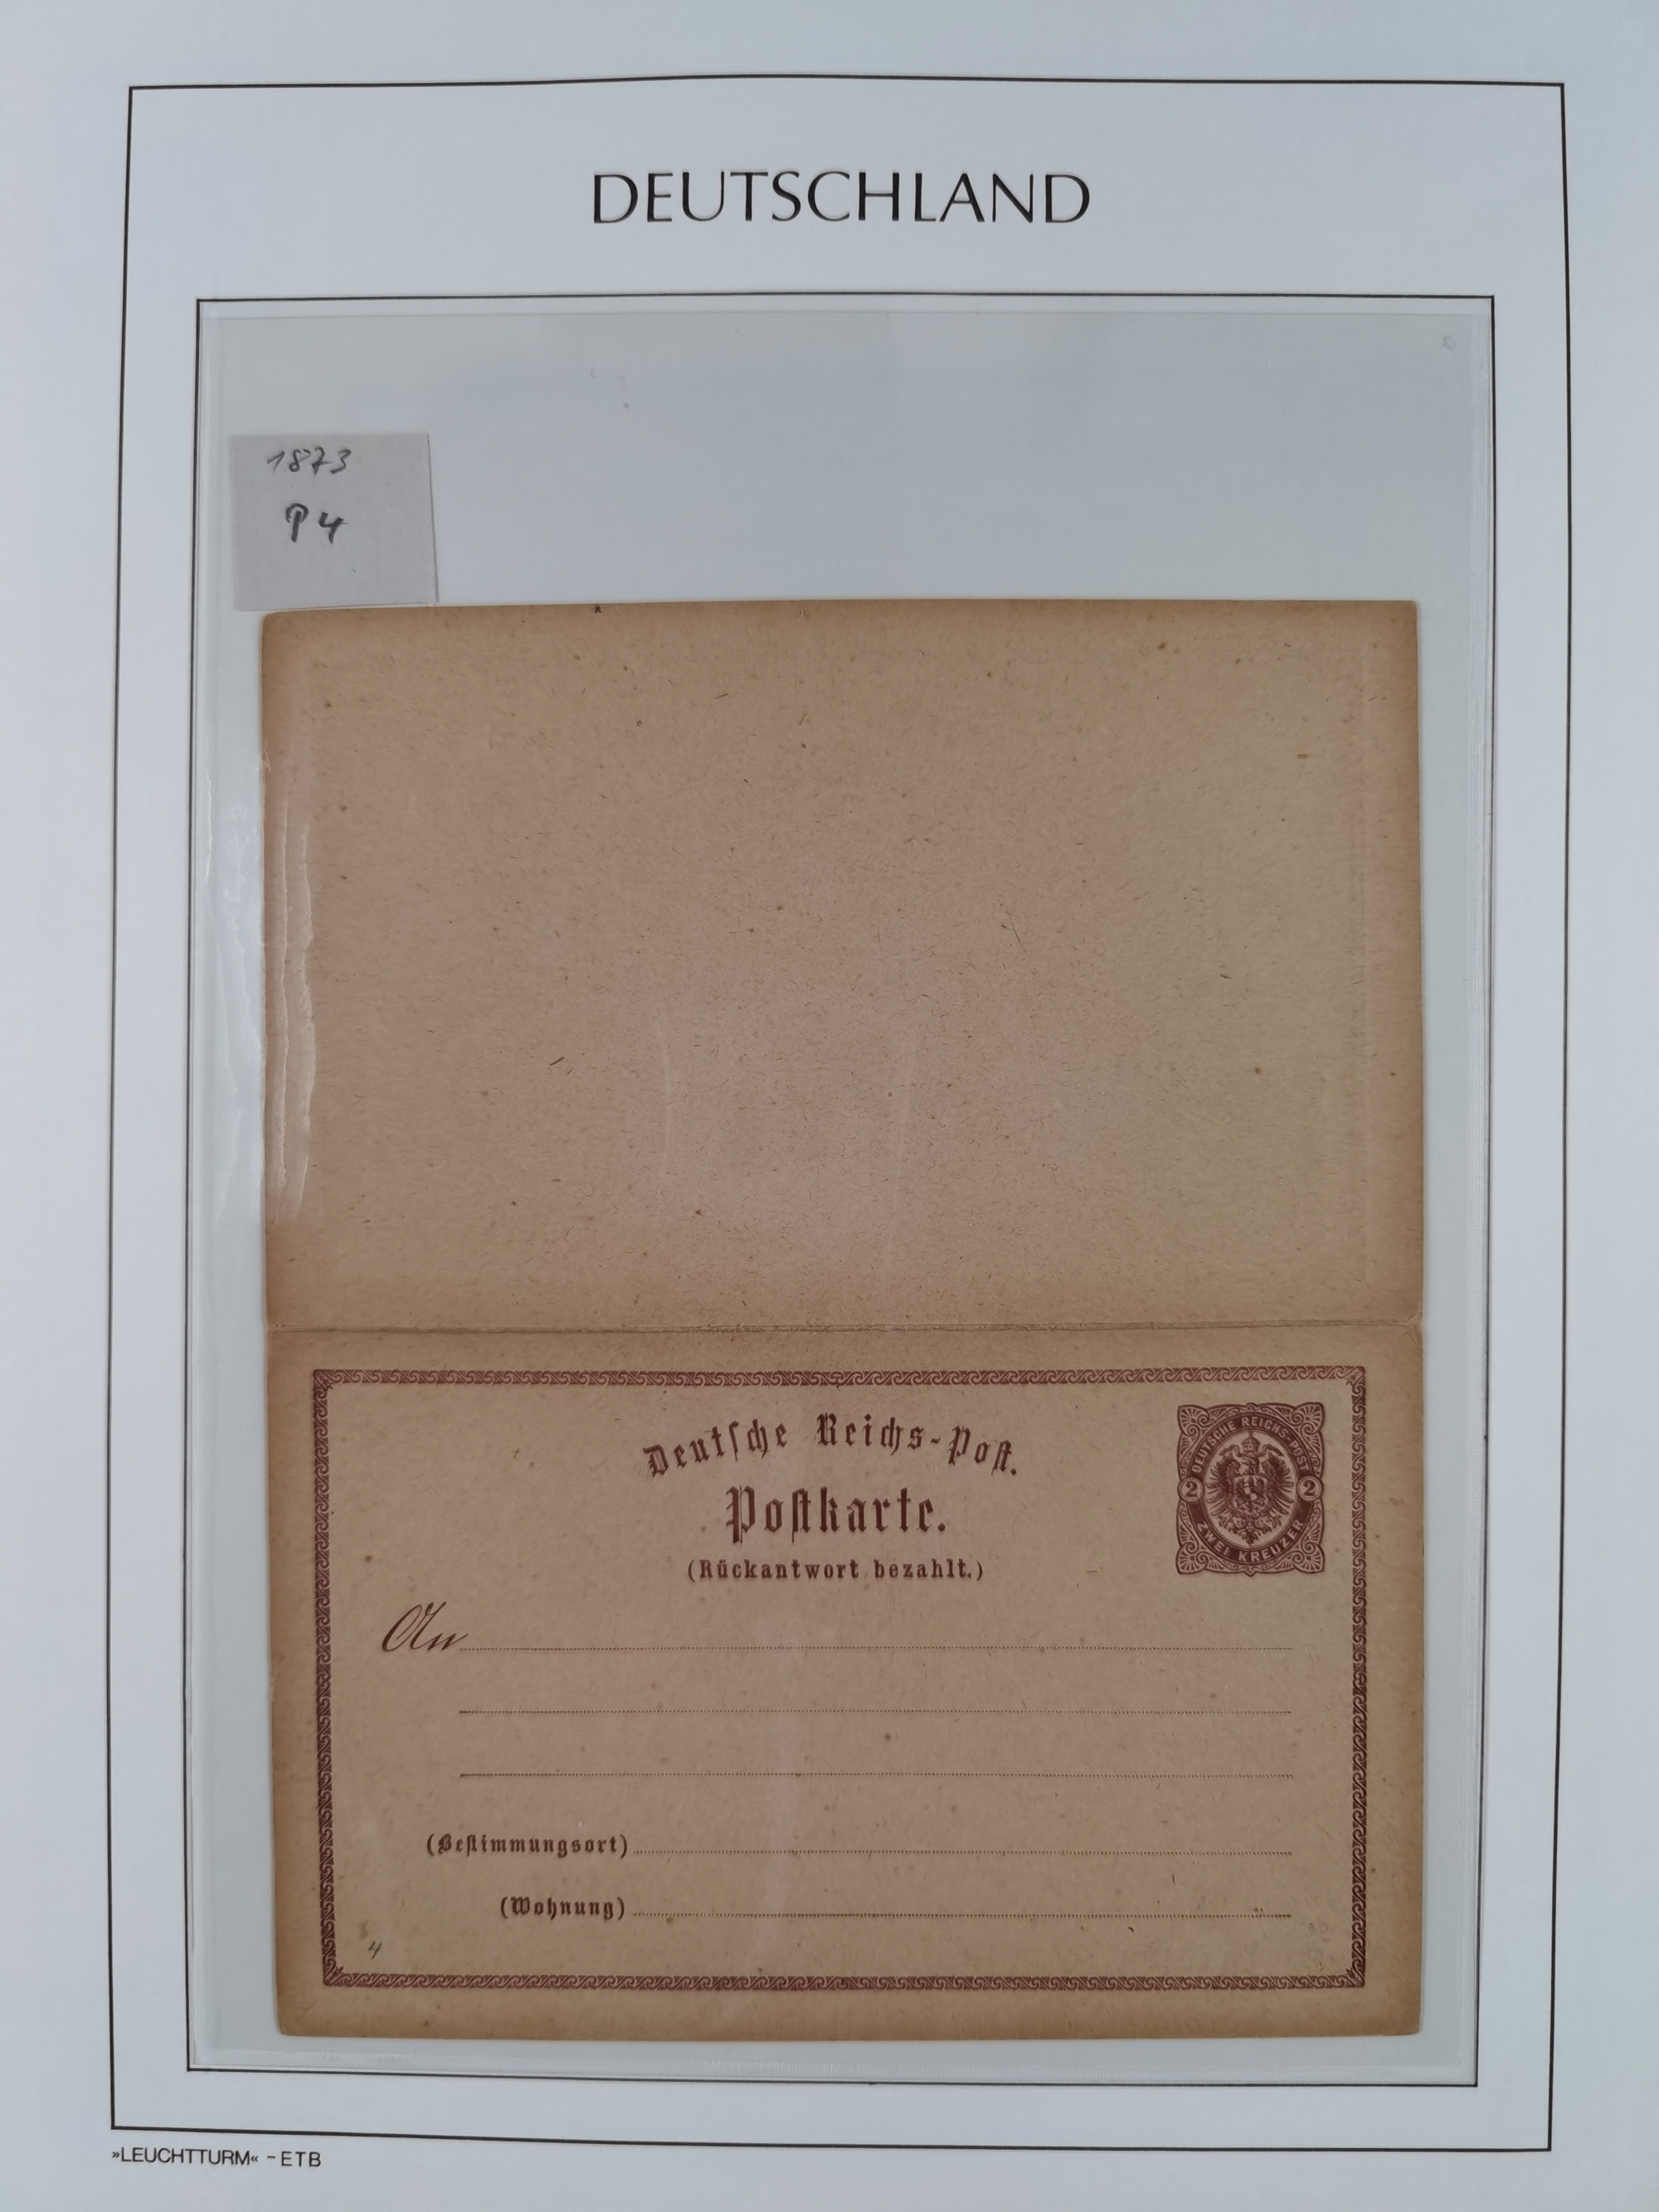 DEUTSCHLAND
1873
P4
Deutsche Reichs-Post.
Postkarte.
(Rückantwort bezahlt.)
DEUTSCHE REICHS-POST
2 2
ZWEI KREUZER
An
(Bestimmungsort)
(Wohnung)
4
»LEUCHTTURM« - ETB